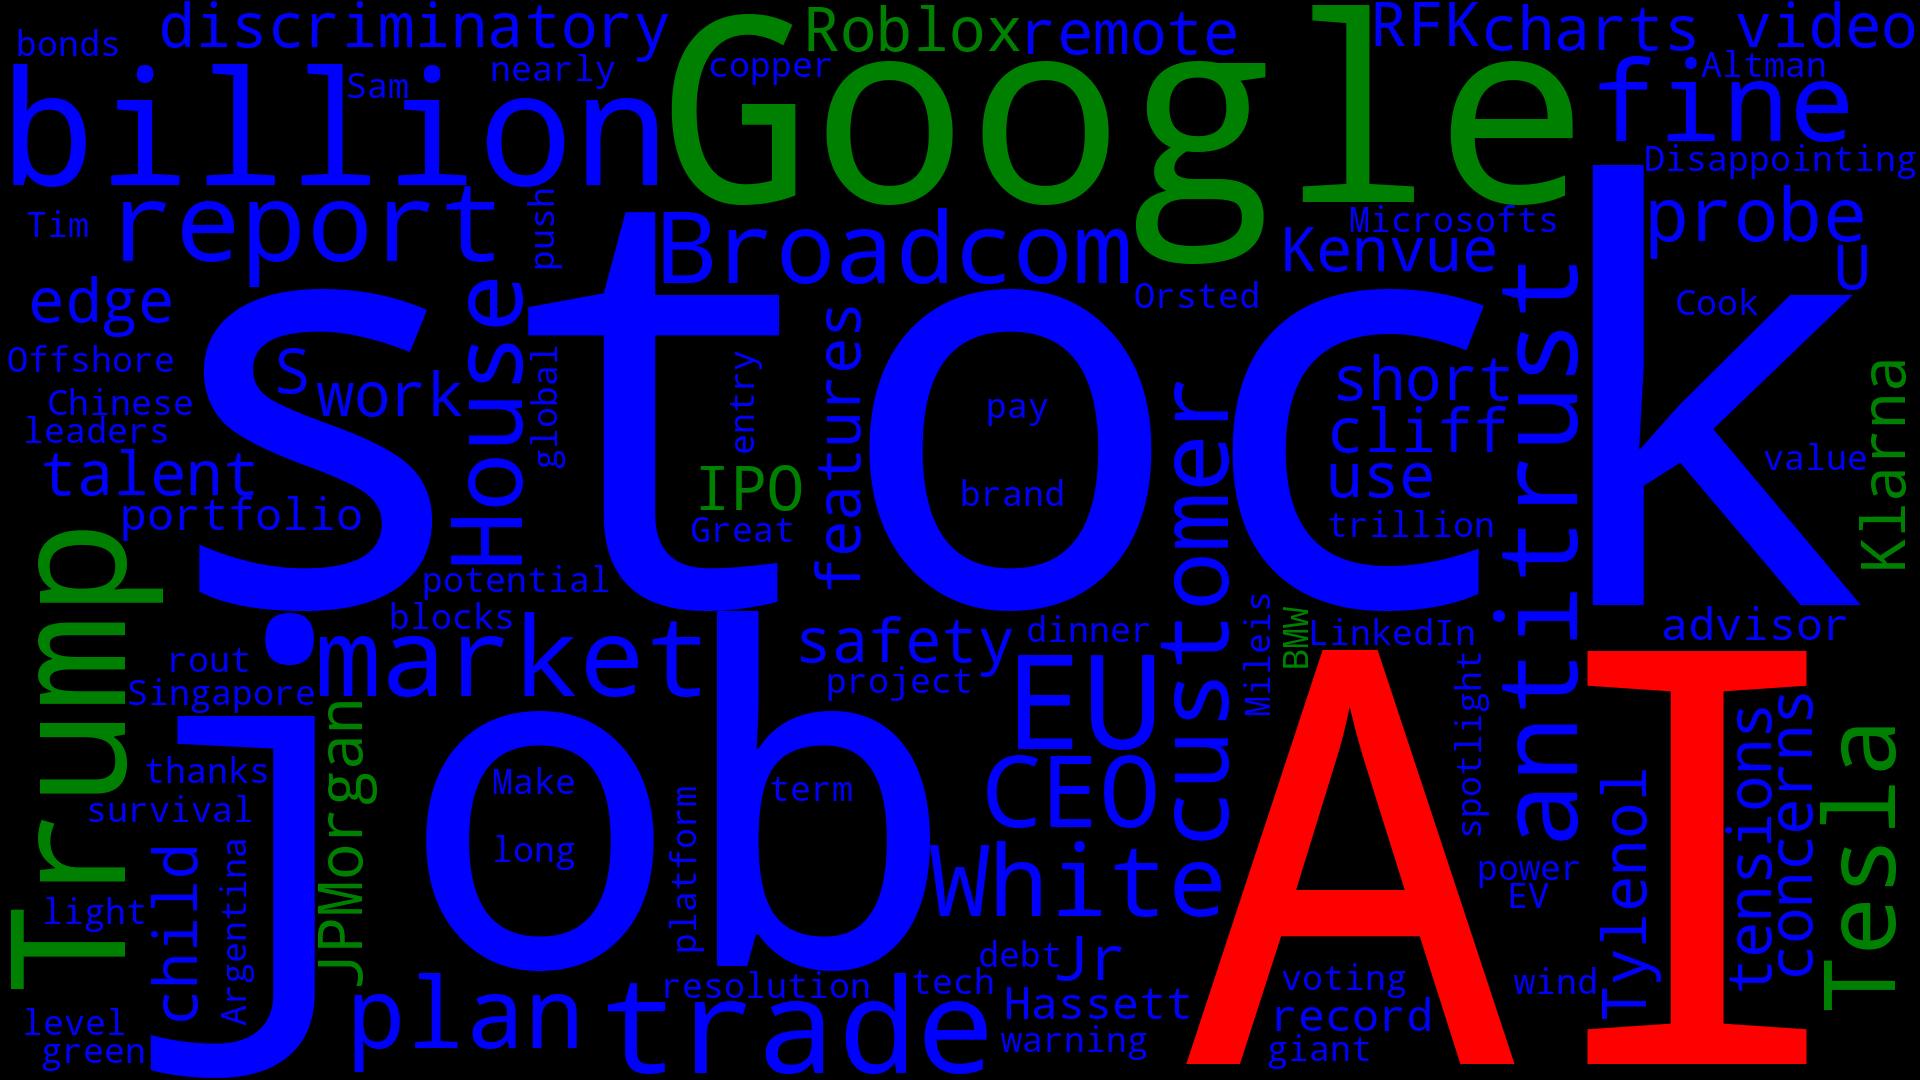 bonds
discriminatory
Google
Roblox
remote
RFK
charts
video
billion
Sam
nearly
copper
fine
Altman
Disappointing
Tim
report
push
Broadcom
Kenvue
Microsofts
probe
U
edge
House
stock
Orsted
antitrust
Cook
Offshore
S
work
global
entry
features
pay
customer
short
Klarna
Chinese
leaders
cliff
talent
IPO
brand
use
value
portfolio
Great
trillion
Trump
potential
blocks
market
safety
dinner
Mileis
BMW
LinkedIn
advisor
rout
Singapore
job
project
EU
AI
spotlight
tensions
concerns
Tesla
thanks
JPMorgan
Make
platform
term
CEO
survival
long
child
Argentina
White
Tylenol
power
EV
light
debt
Jr
level
green
plan
trade
resolution
tech
Hassett
warning
voting
record
giant
wind